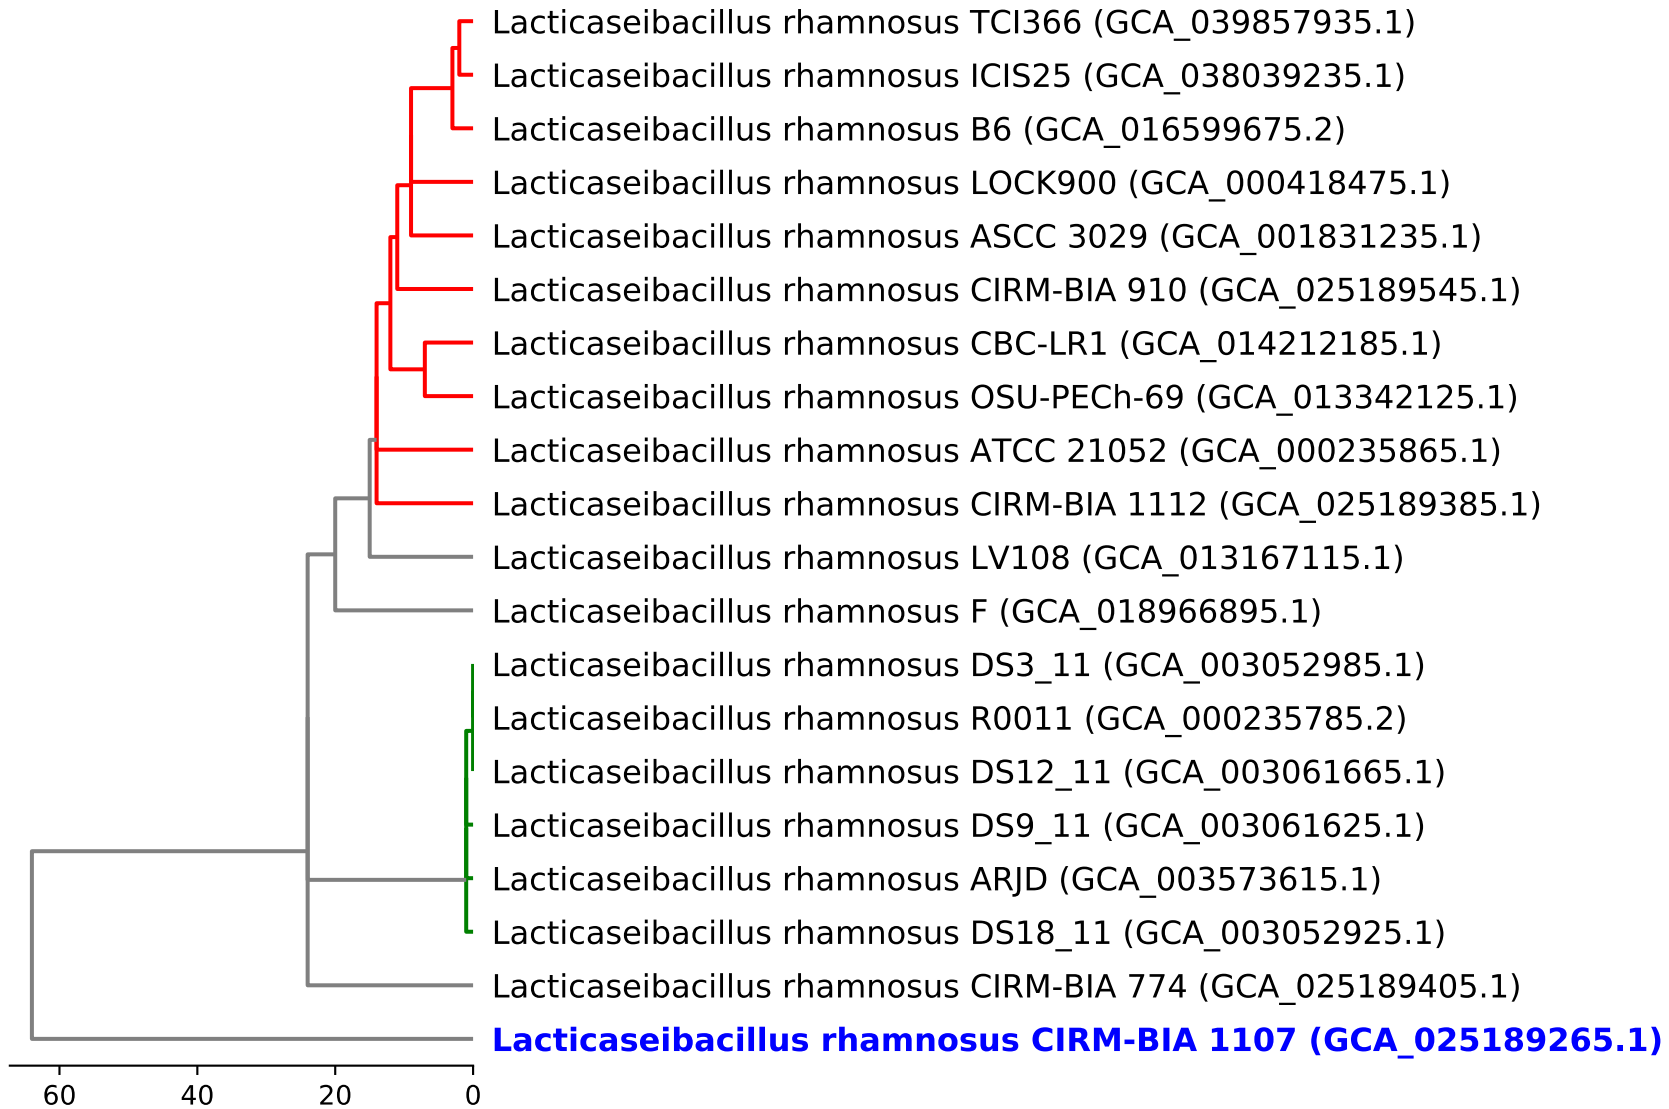 Lacticaseibacillus rhamnosus TCI366 (GCA_039857935.1)
Lacticaseibacillus rhamnosus ICIS25 (GCA_038039235.1)
Lacticaseibacillus rhamnosus B6 (GCA_016599675.2)
Lacticaseibacillus rhamnosus LOCK900 (GCA_000418475.1)
Lacticaseibacillus rhamnosus ASCC 3029 (GCA_001831235.1)
Lacticaseibacillus rhamnosus CIRM-BIA 910 (GCA_025189545.1)
Lacticaseibacillus rhamnosus CBC-LR1 (GCA_014212185.1)
Lacticaseibacillus rhamnosus OSU-PECh-69 (GCA_013342125.1)
Lacticaseibacillus rhamnosus ATCC 21052 (GCA_000235865.1)
Lacticaseibacillus rhamnosus CIRM-BIA 1112 (GCA_025189385.1)
Lacticaseibacillus rhamnosus LV108 (GCA_013167115.1)
Lacticaseibacillus rhamnosus F (GCA_018966895.1)
Lacticaseibacillus rhamnosus DS3_11 (GCA_003052985.1)
Lacticaseibacillus rhamnosus R0011 (GCA_000235785.2)
Lacticaseibacillus rhamnosus DS12_11 (GCA_003061665.1)
Lacticaseibacillus rhamnosus DS9_11 (GCA_003061625.1)
Lacticaseibacillus rhamnosus ARJD (GCA_003573615.1)
Lacticaseibacillus rhamnosus DS18_11 (GCA_003052925.1)
Lacticaseibacillus rhamnosus CIRM-BIA 774 (GCA_025189405.1)
Lacticaseibacillus rhamnosus CIRM-BIA 1107 (GCA_025189265.1)
60 40 20 0